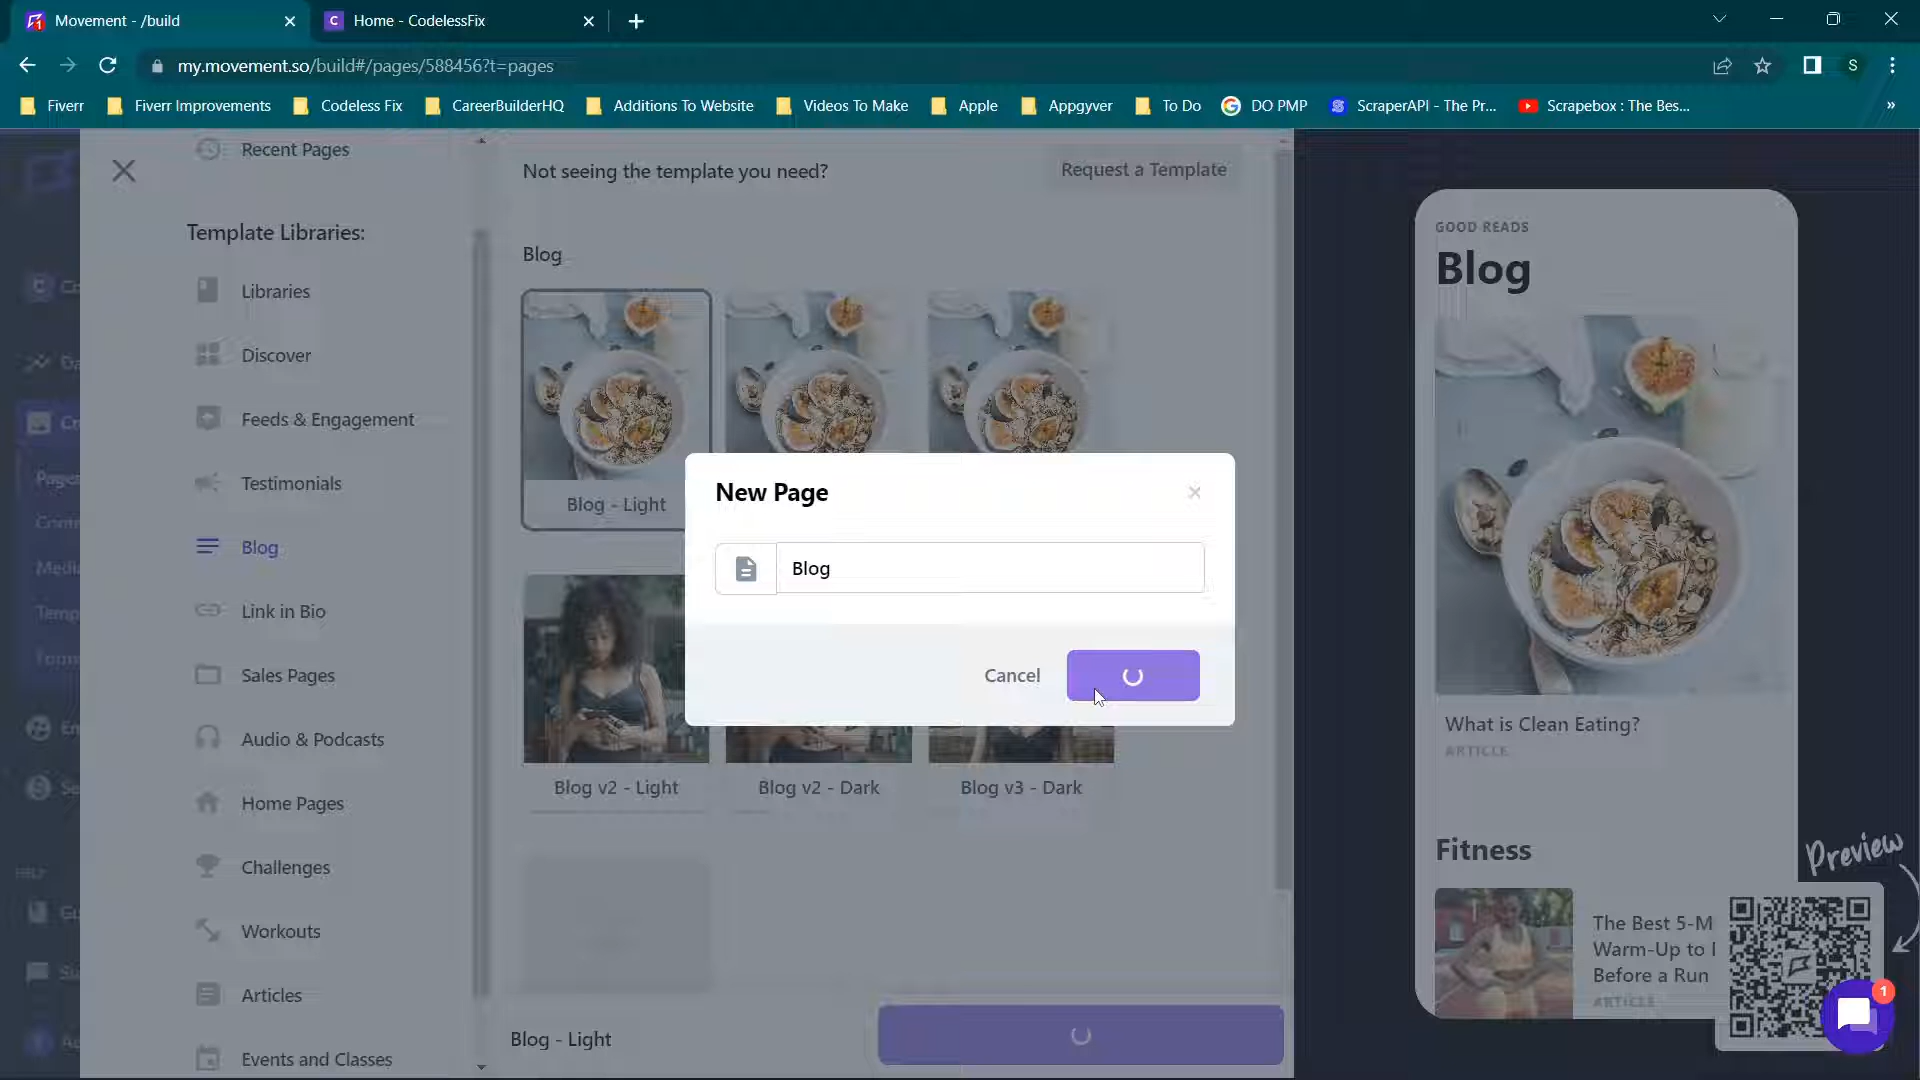 Movement - /build
Home - CodelessFix
my.movement.so/build#/pages/588456?t=pages
S
Fiverr
Fiverr Improvements
Codeless Fix
CareerBuilderHQ
Additions To Website
Videos To Make
Apple
Appgyver
To Do
DO PMP
ScraperAPI - The Pr...
Scrapebox : The Bes...
»
Recent Pages
Template Libraries:
Libraries
Discover
Feeds & Engagement
Testimonials
Blog
Link in Bio
Sales Pages
Audio & Podcasts
Home Pages
Challenges
Workouts
Articles
Events and Classes
Not seeing the template you need?
Request a Template
Blog
Blog - Light
Blog v2 - Light
Blog v2 - Dark
Blog v3 - Dark
Blog - Light
New Page
Blog
Cancel
GOOD READS
Blog
What is Clean Eating?
ARTICLE
Fitness
The Best 5-M
Warm-Up to
Before a Run
ARTICLE
Preview
1